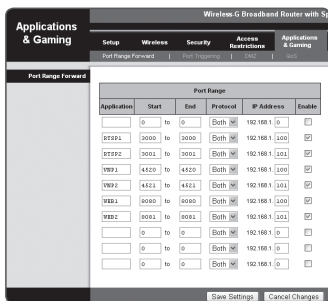 Wireless-G Broadband Router with Sp
Applications & Gaming
Setup Wireless Security Access Restrictions Applications & Gaming
Port Range Forward | Port Triggering | DMZ | QoS
Port Range Forward
Port Range
Application Start End Protocol IP Address Enable
0 to 0 Both 192.168.1. 0
RTSP1 3000 to 3000 Both 192.168.1. 100
RTSP2 3001 to 3001 Both 192.168.1. 101
VNP1 4520 to 4520 Both 192.168.1. 100
VNP2 4521 to 4521 Both 192.168.1. 101
WEB1 8080 to 8080 Both 192.168.1. 100
WEB2 8081 to 8081 Both 192.168.1. 101
0 to 0 Both 192.168.1. 0
0 to 0 Both 192.168.1. 0
0 to 0 Both 192.168.1. 0
Save Settings Cancel Changes